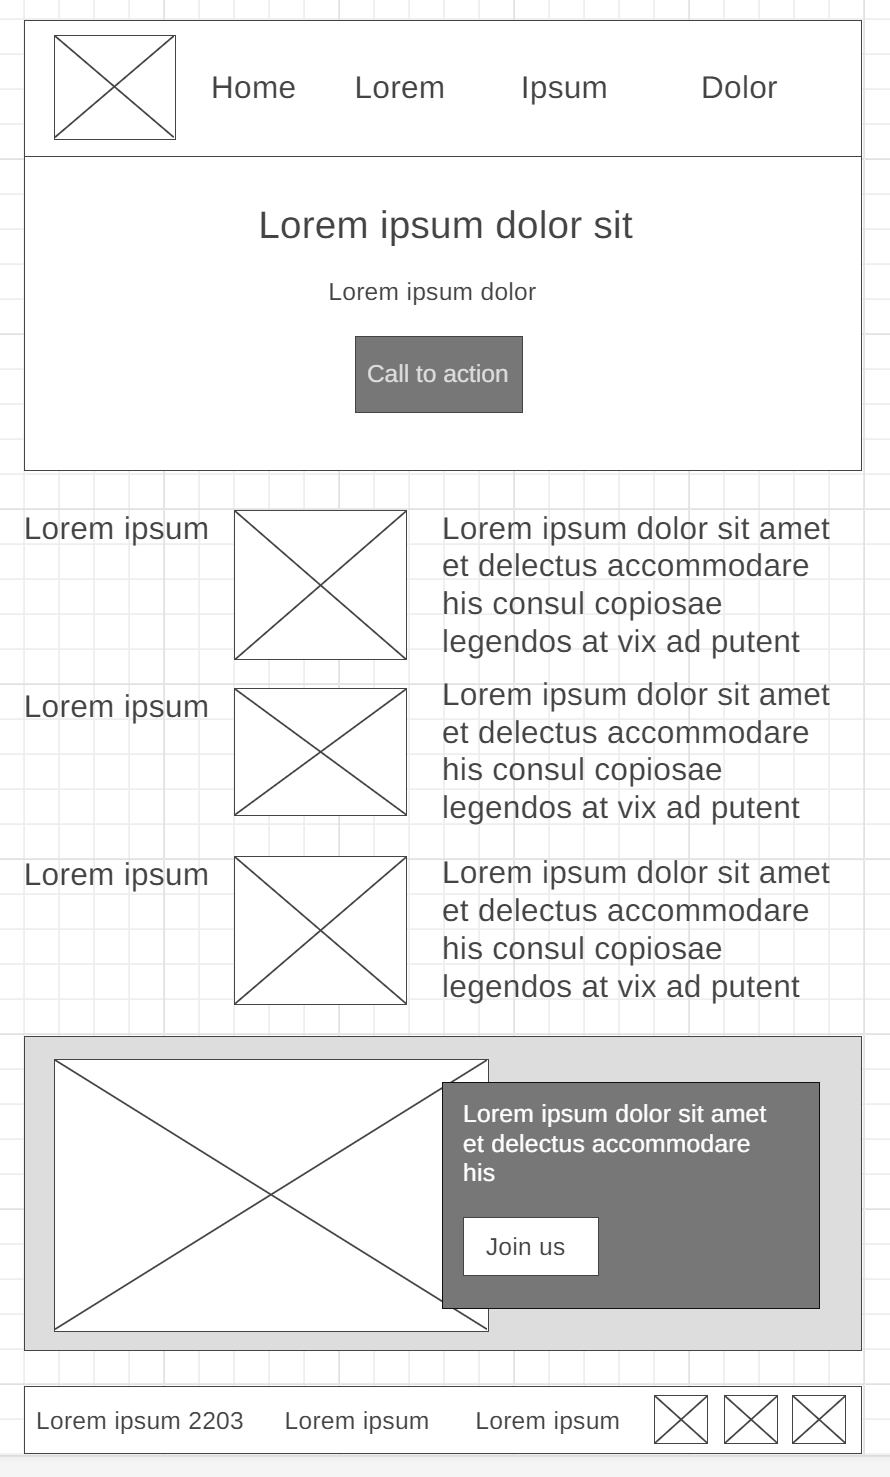 Home Lorem Ipsum Dolor
Lorem ipsum dolor sit
Lorem ipsum dolor
Call to action
Lorem ipsum
Lorem ipsum dolor sit amet
et delectus accommodare
his consul copiosae
legendos at vix ad putent
Lorem ipsum
Lorem ipsum dolor sit amet
et delectus accommodare
his consul copiosae
legendos at vix ad putent
Lorem ipsum
Lorem ipsum dolor sit amet
et delectus accommodare
his consul copiosae
legendos at vix ad putent
Lorem ipsum dolor sit amet
et delectus accommodare
his
Join us
Lorem ipsum 2203 Lorem ipsum Lorem ipsum